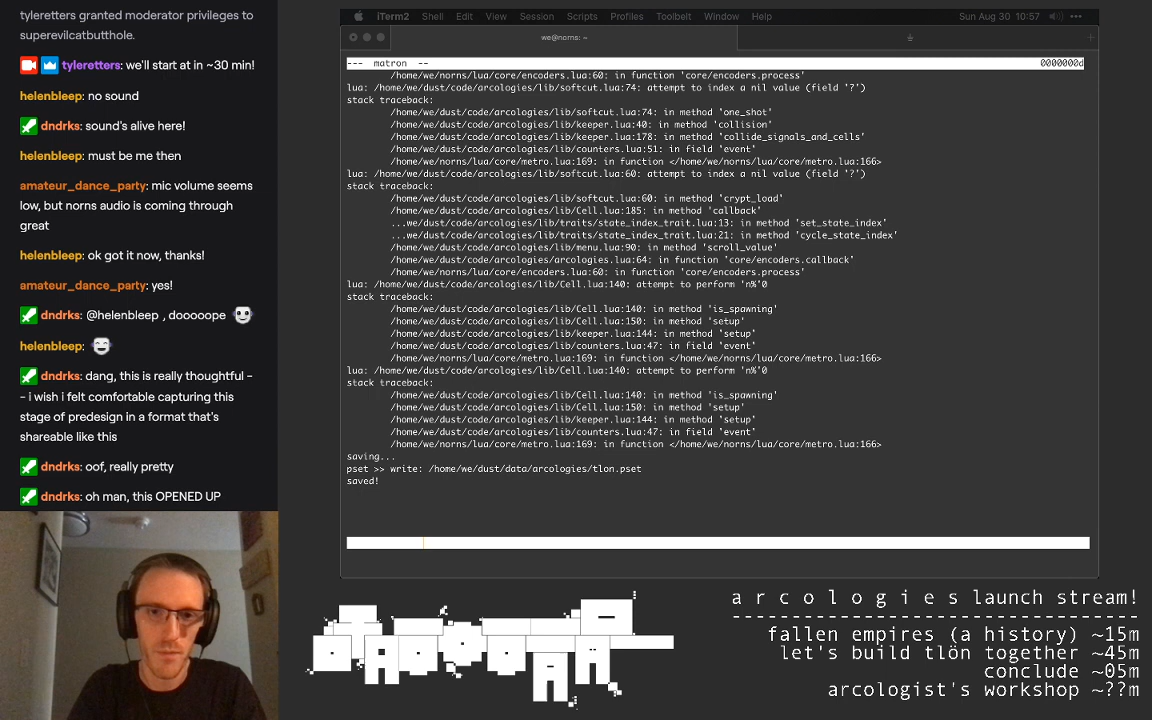 tyleretters granted moderator privileges to
superevilcatbutthole.
tyleretters: we'll start at in ~30 min!
helenbleep: no sound
dndrks: sound's alive here!
helenbleep: must be me then
amateur_dance_party: mic volume seems
low, but norns audio is coming through
great
helenbleep: ok got it now, thanks!
amateur_dance_party: yes!
dndrks: @helenbleep , dooooope
helenbleep:
dndrks: dang, this is really thoughtful -
- i wish i felt comfortable capturing this
stage of predesign in a format that's
shareable like this
dndrks: oof, really pretty
dndrks: oh man, this OPENED UP
iTerm2 Shell Edit View Session Scripts Profiles Toolbelt Window Help Sun Aug 30 10:57
we@norns: ~
--- matron -- 0000000d
/home/we/norns/lua/core/encoders.lua:60: in function 'core/encoders.process'
lua: /home/we/dust/code/arcologies/lib/softcut.lua:74: attempt to index a nil value (field '?')
stack traceback:
/home/we/dust/code/arcologies/lib/softcut.lua:74: in method 'one_shot'
/home/we/dust/code/arcologies/lib/keeper.lua:40: in method 'collision'
/home/we/dust/code/arcologies/lib/keeper.lua:178: in method 'collide_signals_and_cells'
/home/we/dust/code/arcologies/lib/counters.lua:51: in field 'event'
/home/we/norns/lua/core/metro.lua:169: in function </home/we/norns/lua/core/metro.lua:166>
lua: /home/we/dust/code/arcologies/lib/softcut.lua:60: attempt to index a nil value (field '?')
stack traceback:
/home/we/dust/code/arcologies/lib/softcut.lua:60: in method 'crypt_load'
/home/we/dust/code/arcologies/lib/Cell.lua:185: in method 'callback'
...we/dust/code/arcologies/lib/traits/state_index_trait.lua:13: in method 'set_state_index'
...we/dust/code/arcologies/lib/traits/state_index_trait.lua:21: in method 'cycle_state_index'
/home/we/dust/code/arcologies/lib/menu.lua:90: in method 'scroll_value'
/home/we/dust/code/arcologies/arcologies.lua:64: in function 'core/encoders.callback'
/home/we/norns/lua/core/encoders.lua:60: in function 'core/encoders.process'
lua: /home/we/dust/code/arcologies/lib/Cell.lua:140: attempt to perform 'n%'0
stack traceback:
/home/we/dust/code/arcologies/lib/Cell.lua:140: in method 'is_spawning'
/home/we/dust/code/arcologies/lib/Cell.lua:150: in method 'setup'
/home/we/dust/code/arcologies/lib/keeper.lua:144: in method 'setup'
/home/we/dust/code/arcologies/lib/counters.lua:47: in field 'event'
/home/we/norns/lua/core/metro.lua:169: in function </home/we/norns/lua/core/metro.lua:166>
lua: /home/we/dust/code/arcologies/lib/Cell.lua:140: attempt to perform 'n%'0
stack traceback:
/home/we/dust/code/arcologies/lib/Cell.lua:140: in method 'is_spawning'
/home/we/dust/code/arcologies/lib/Cell.lua:150: in method 'setup'
/home/we/dust/code/arcologies/lib/keeper.lua:144: in method 'setup'
/home/we/dust/code/arcologies/lib/counters.lua:47: in field 'event'
/home/we/norns/lua/core/metro.lua:169: in function </home/we/norns/lua/core/metro.lua:166>
saving...
pset >> write: /home/we/dust/data/arcologies/tlon.pset
saved!
arcologies launch stream!
------------------------------------
fallen empires (a history) ~15m
let's build tlön together ~45m
conclude ~05m
arcologist's workshop ~??m